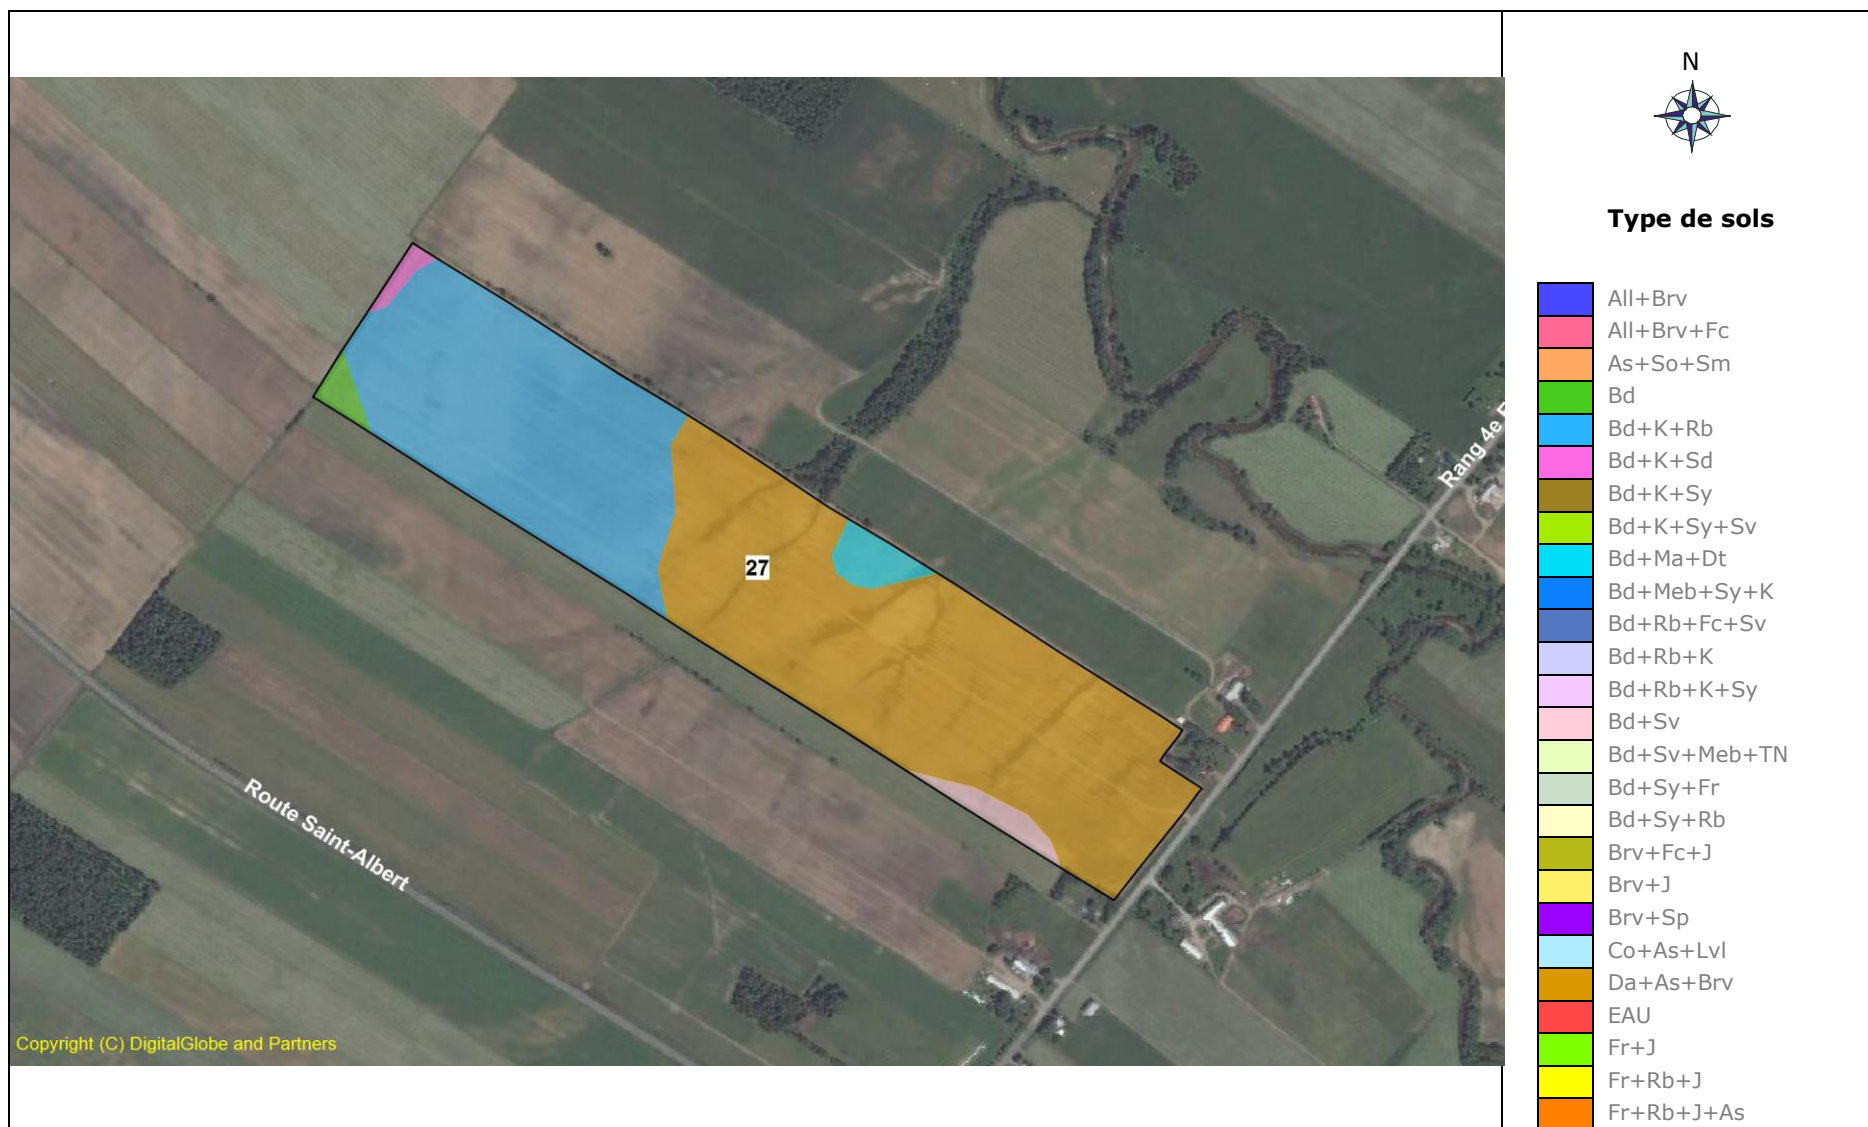 N
Type de sols
All+Brv
All+Brv+Fc
As+So+Sm
Bd
Bd+K+Rb
Bd+K+Sd
Bd+K+Sy
Bd+K+Sy+Sv
Bd+Ma+Dt
Bd+Meb+Sy+K
Bd+Rb+Fc+Sv
Bd+Rb+K
Bd+Rb+K+Sy
Bd+Sv
Bd+Sv+Meb+TN
Bd+Sy+Fr
Bd+Sy+Rb
Brv+Fc+J
Brv+J
Brv+Sp
Co+As+Lvl
Da+As+Brv
EAU
Fr+J
Fr+Rb+J
Fr+Rb+J+As
Rang 4e
27
Route Saint-Albert
Copyright (C) DigitalGlobe and Partners